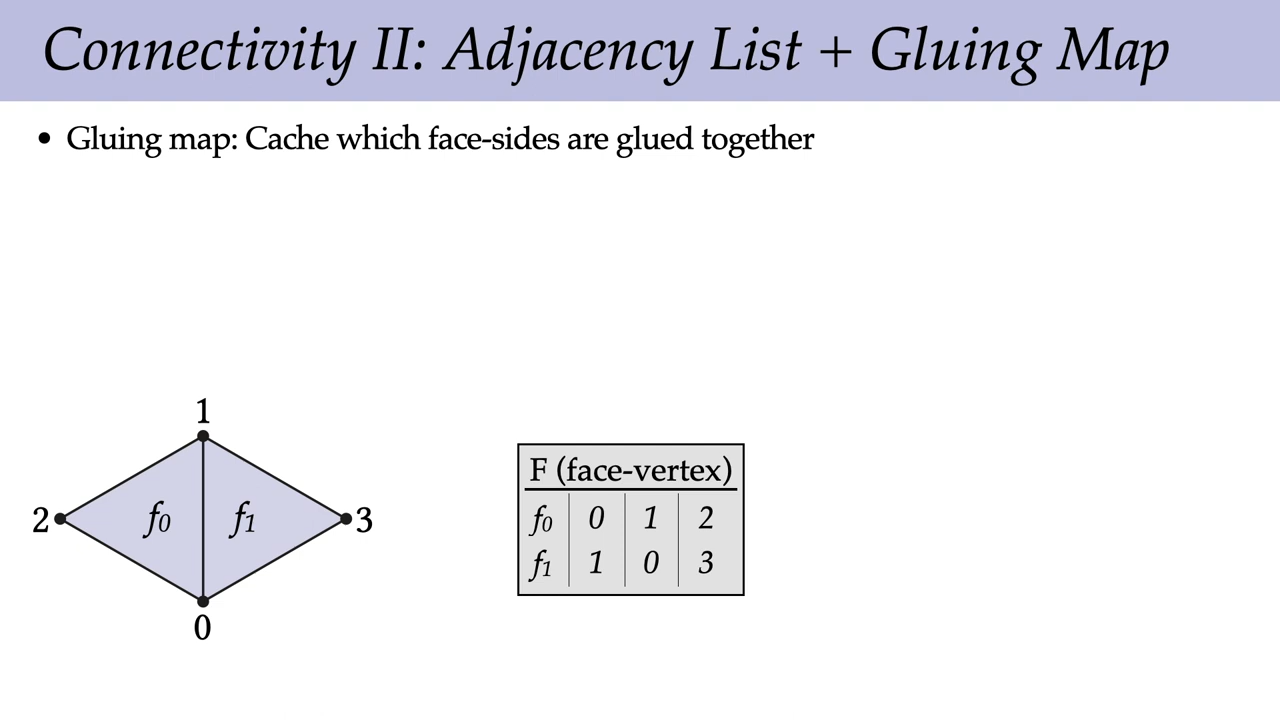 Connectivity II: Adjacency List + Gluing Map
• Gluing map: Cache which face-sides are glued together
1
2 f0 f1 3
0
F (face-vertex)
f0 0 1 2
f1 1 0 3